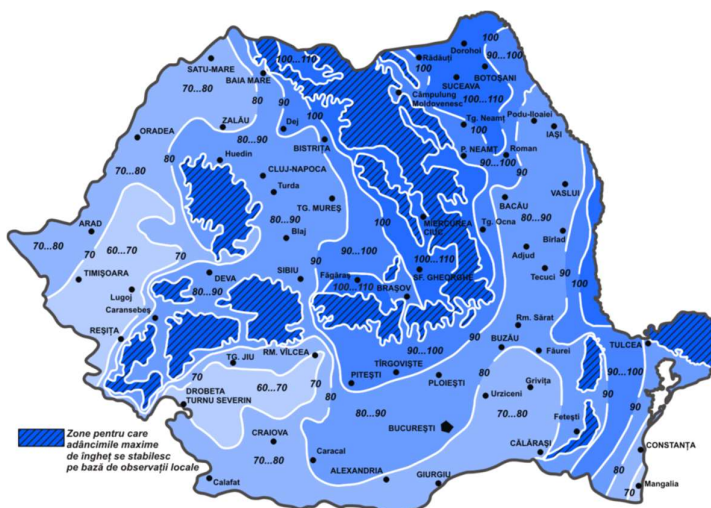 100
Dorohoi
90...100
100...110
Rădăuți
100
SATU-MARE
BAIA MARE
SUCEAVA
BOTOȘANI
70...80
80
90
100
Câmpulung
Moldovenesc
100...110
ZALĂU
Dej
Tg. Neamț
Podu-Iloaiei
ORADEA
80...90
BISTRIȚA
100
IAȘI
80
Huedin
P. NEAMȚ
Roman
90...100
70...80
CLUJ-NAPOCA
90
Turda
VASLUI
TG. MUREȘ
BACĂU
100
80...90
MIERCUREA
CIUC
Tg. Ocna
80...90
ARAD
Blaj
Bîrlad
70...80
60...70
70
90...100
Adjud
TIMIȘOARA
DEVA
SIBIU
90
100...110
Tecuci
90
Făgăraș
SF. GHEORGHE
100
Lugoj
80...90
100...110
BRAȘOV
Caransebeș
REȘIȚA
Rm. Sărat
90...100
BUZĂU
TULCEA
RM. VÎLCEA
Făurei
70
TG. JIU
TÎRGOVIȘTE
80
90...100
70
PITEȘTI
PLOIEȘTI
60...70
80
Grivița
DROBETA
TURNU SEVERIN
Urziceni
90
90
80...90
70...80
Zone pentru care
adâncimile maxime
de îngheț se stabilesc
pe bază de observații locale
CRAIOVA
BUCUREȘTI
Fetești
CONSTANȚA
70...80
Caracal
CĂLĂRAȘI
80
Calafat
ALEXANDRIA
GIURGIU
70
Mangalia